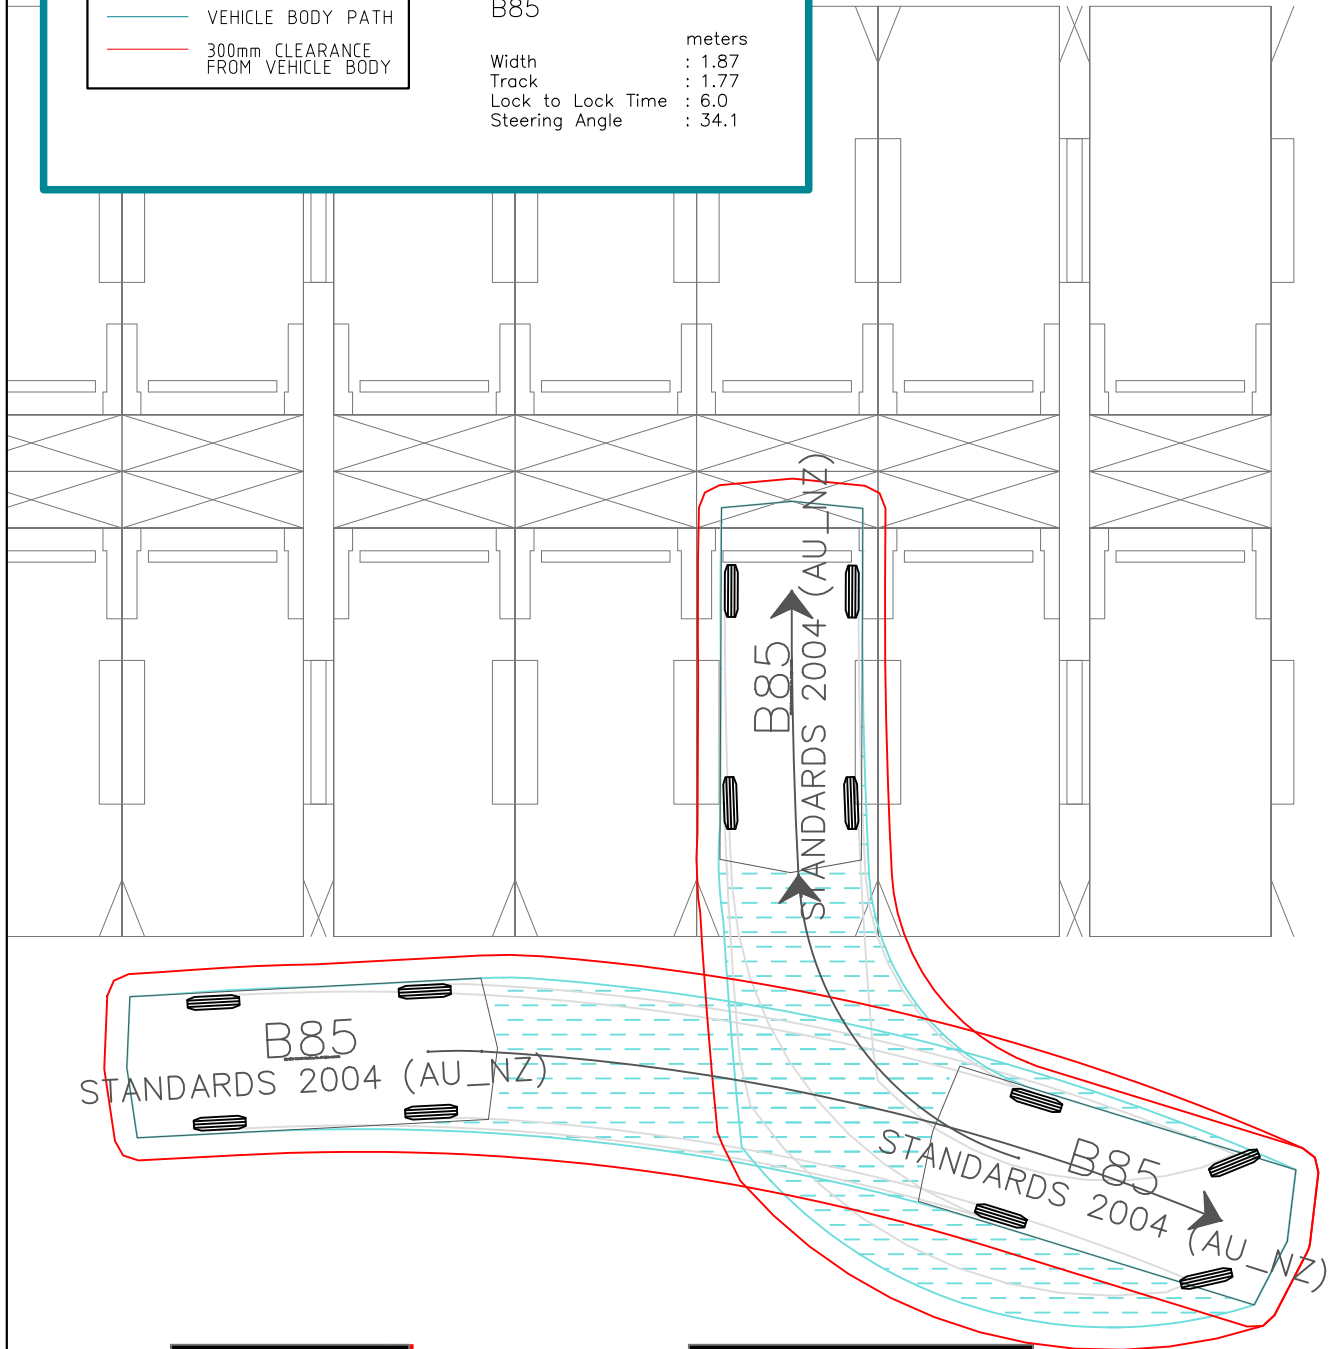 VEHICLE BODY PATH
300mm CLEARANCE
FROM VEHICLE BODY
B85
meters
Width : 1.87
Track : 1.77
Lock to Lock Time : 6.0
Steering Angle : 34.1
B85
STANDARDS 2004 (AU_NZ)
B85
STANDARDS 2004 (AU_NZ)
B85
STANDARDS 2004 (AU_NZ)